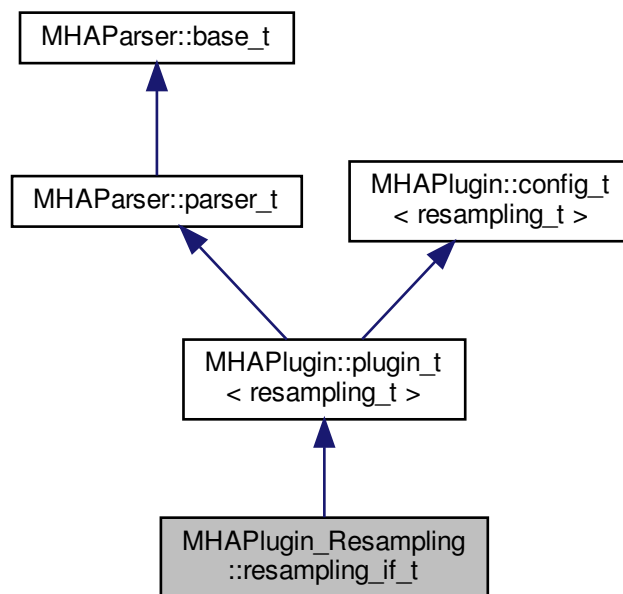 MHAParser::base_t
MHAParser::parser_t
MHAPlugin::config_t
< resampling_t >
MHAPlugin::plugin_t
< resampling_t >
MHAPlugin_Resampling
::resampling_if_t